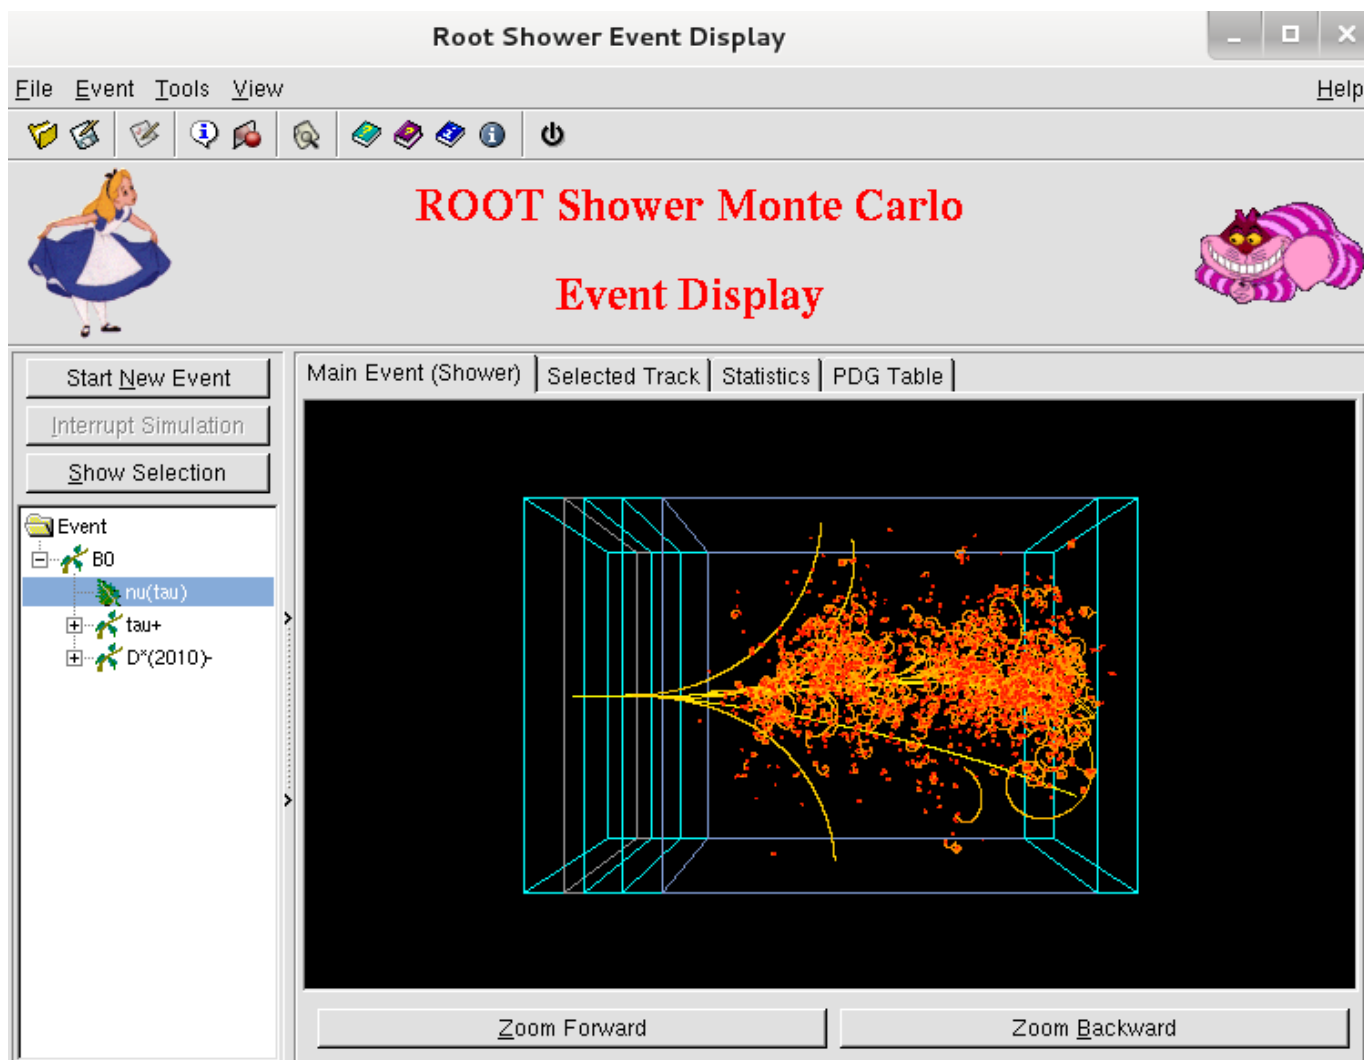 Root Shower Event Display
File Event Tools View Help
ROOT Shower Monte Carlo
Event Display
Start New Event
Interrupt Simulation
Show Selection
Event
B0
nu(tau)
tau+
D*(2010)-
Main Event (Shower) Selected Track Statistics PDG Table
Zoom Forward Zoom Backward